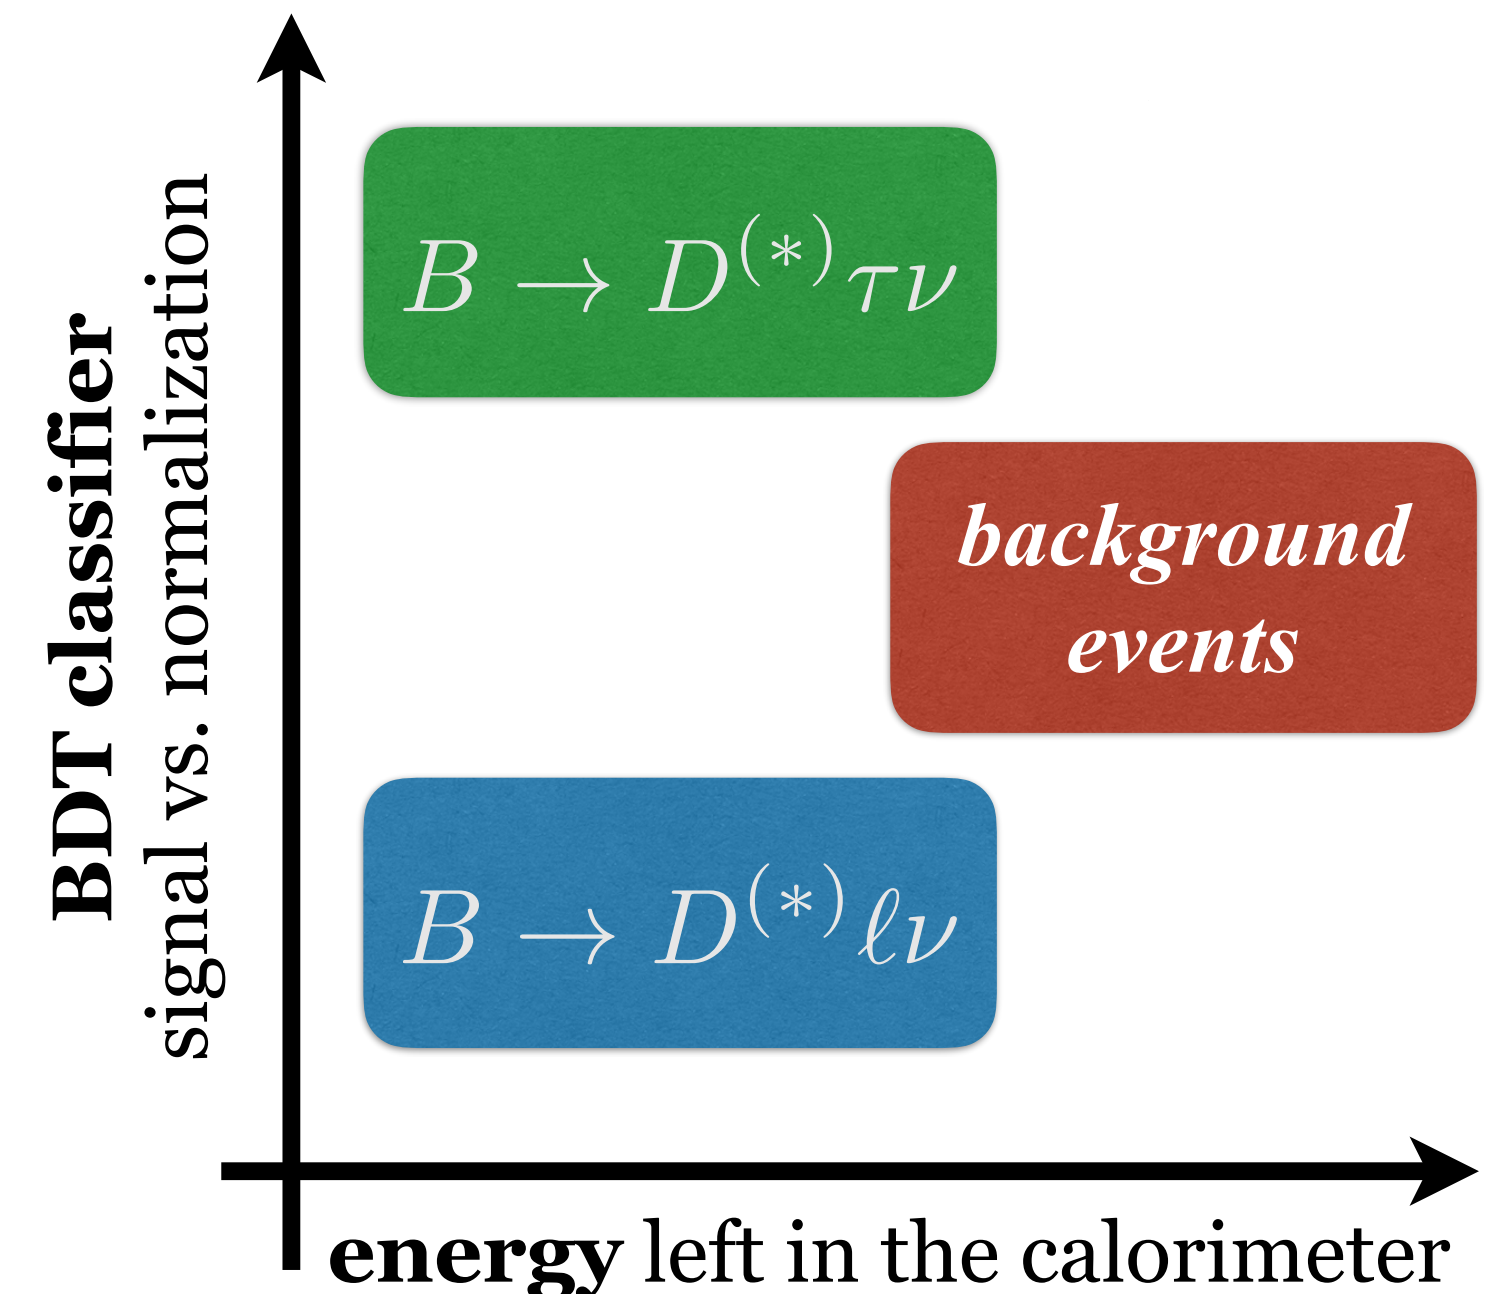 BDT classifier
signal vs. normalization
B → D(*)τν
background
events
B → D(*)ℓν
energy left in the calorimeter